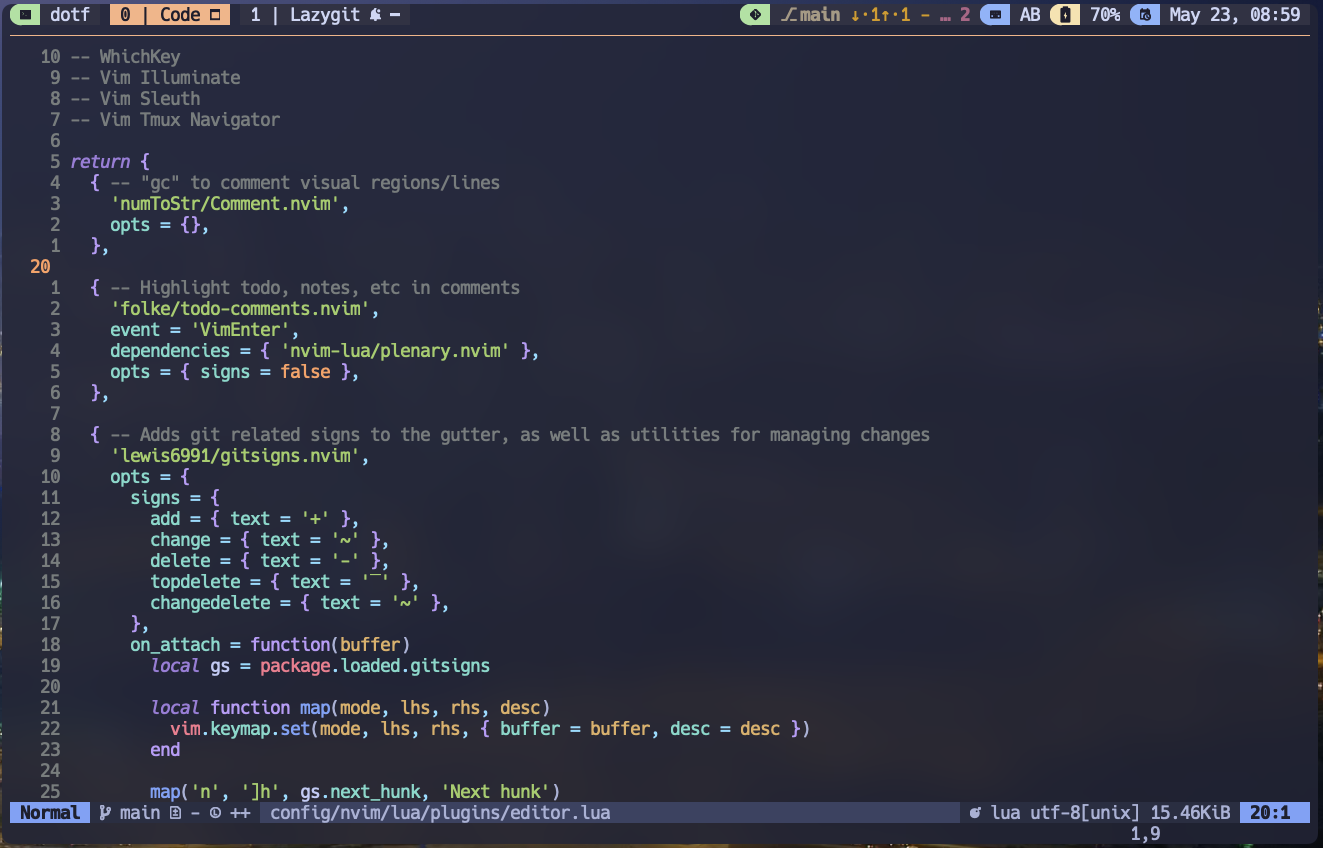 dotf 0 | Code 1 | Lazygit – main ↓·1↑·1 – … 2 AB 70% May 23, 08:59
10 -- WhichKey
9 -- Vim Illuminate
8 -- Vim Sleuth
7 -- Vim Tmux Navigator
6
5 return {
4   { -- "gc" to comment visual regions/lines
3     'numToStr/Comment.nvim',
2     opts = {},
1   },
20
1   { -- Highlight todo, notes, etc in comments
2     'folke/todo-comments.nvim',
3     event = 'VimEnter',
4     dependencies = { 'nvim-lua/plenary.nvim' },
5     opts = { signs = false },
6   },
7
8   { -- Adds git related signs to the gutter, as well as utilities for managing changes
9     'lewis6991/gitsigns.nvim',
10     opts = {
11       signs = {
12         add = { text = '+' },
13         change = { text = '~' },
14         delete = { text = '-' },
15         topdelete = { text = '‾' },
16         changedelete = { text = '~' },
17       },
18       on_attach = function(buffer)
19         local gs = package.loaded.gitsigns
20
21         local function map(mode, lhs, rhs, desc)
22           vim.keymap.set(mode, lhs, rhs, { buffer = buffer, desc = desc })
23         end
24
25         map('n', ']h', gs.next_hunk, 'Next hunk')
Normal main - ++ config/nvim/lua/plugins/editor.lua lua utf-8[unix] 15.46KiB 20:1
1,9